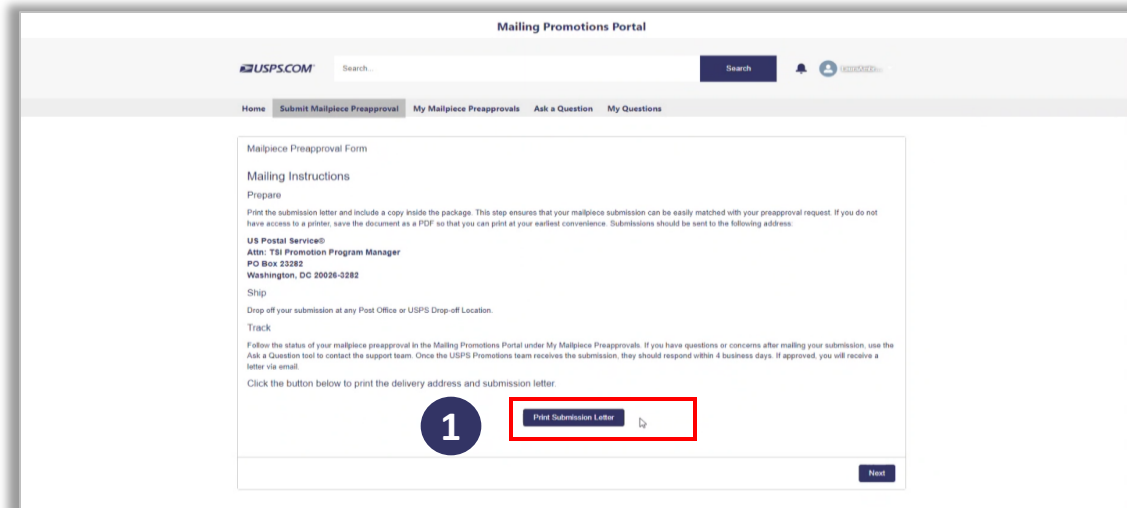 Mailing Promotions Portal
USPS.COM
Search...
Search
Home Submit Mailpiece Preapproval My Mailpiece Preapprovals Ask a Question My Questions
Mailpiece Preapproval Form
Mailing Instructions
Prepare
Print the submission letter and include a copy inside the package. This step ensures that your mailpiece submission can be easily matched with your preapproval request. If you do not
have access to a printer, save the document as a PDF so that you can print at your earliest convenience. Submissions should be sent to the following address:
US Postal Service®
Attn: TSI Promotion Program Manager
PO Box 23282
Washington, DC 20026-3282
Ship
Drop off your submission at any Post Office or USPS Drop-off Location.
Track
Follow the status of your mailpiece preapproval in the Mailing Promotions Portal under My Mailpiece Preapprovals. If you have questions or concerns after mailing your submission, use the
Ask a Question tool to contact the support team. Once the USPS Promotions team receives the submission, they should respond within 4 business days. If approved, you will receive a
letter via email.
Click the button below to print the delivery address and submission letter.
1
Print Submission Letter
Next